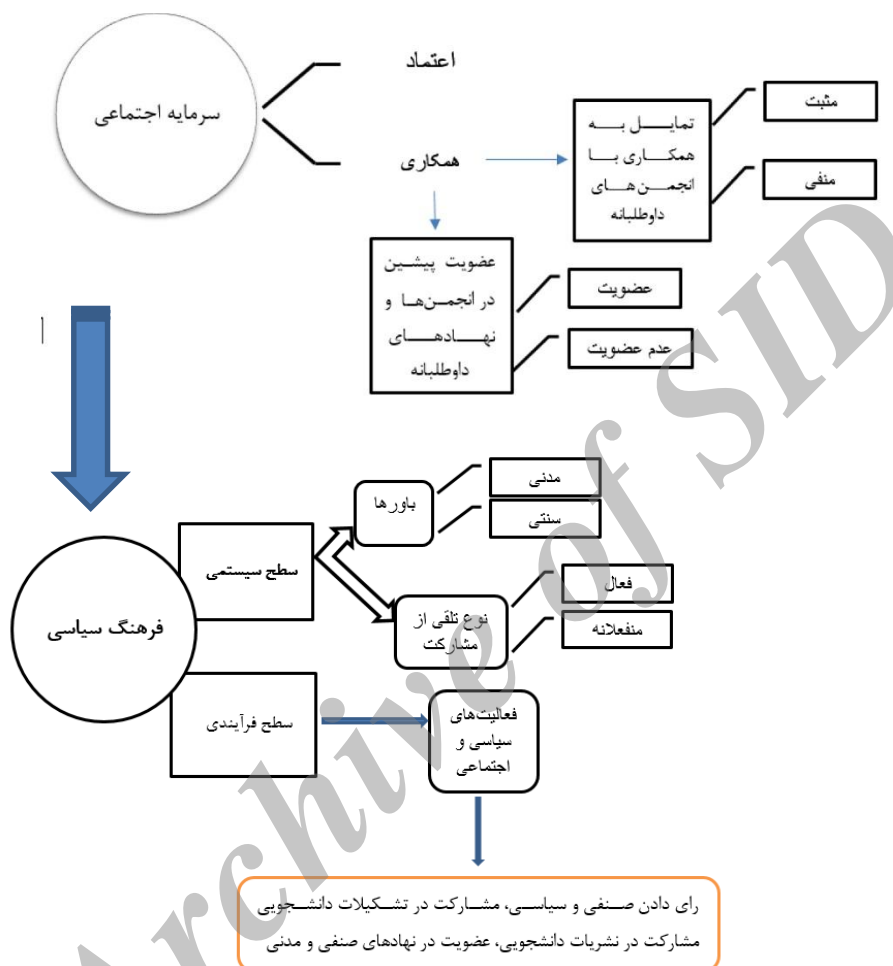 اعتماد
سرمایه اجتماعی
همکاری
تمایل به
همکاری با
انجمن‌های
داوطلبانه
مثبت
منفی
عضویت پیشین
در انجمن‌ها و
نهادهای
داوطلبانه
عضویت
عدم عضویت
ا
فرهنگ سیاسی
سطح سیستمی
باورها
مدنی
سنتی
نوع تلقی از
مشارکت
فعال
منفعلانه
سطح فرآیندی
فعالیت‌های
سیاسی و
اجتماعی
رای دادن صنفی و سیاسی، مشارکت در تشکیلات دانشجویی
مشارکت در نشریات دانشجویی، عضویت در نهادهای صنفی و مدنی
Archive of SID